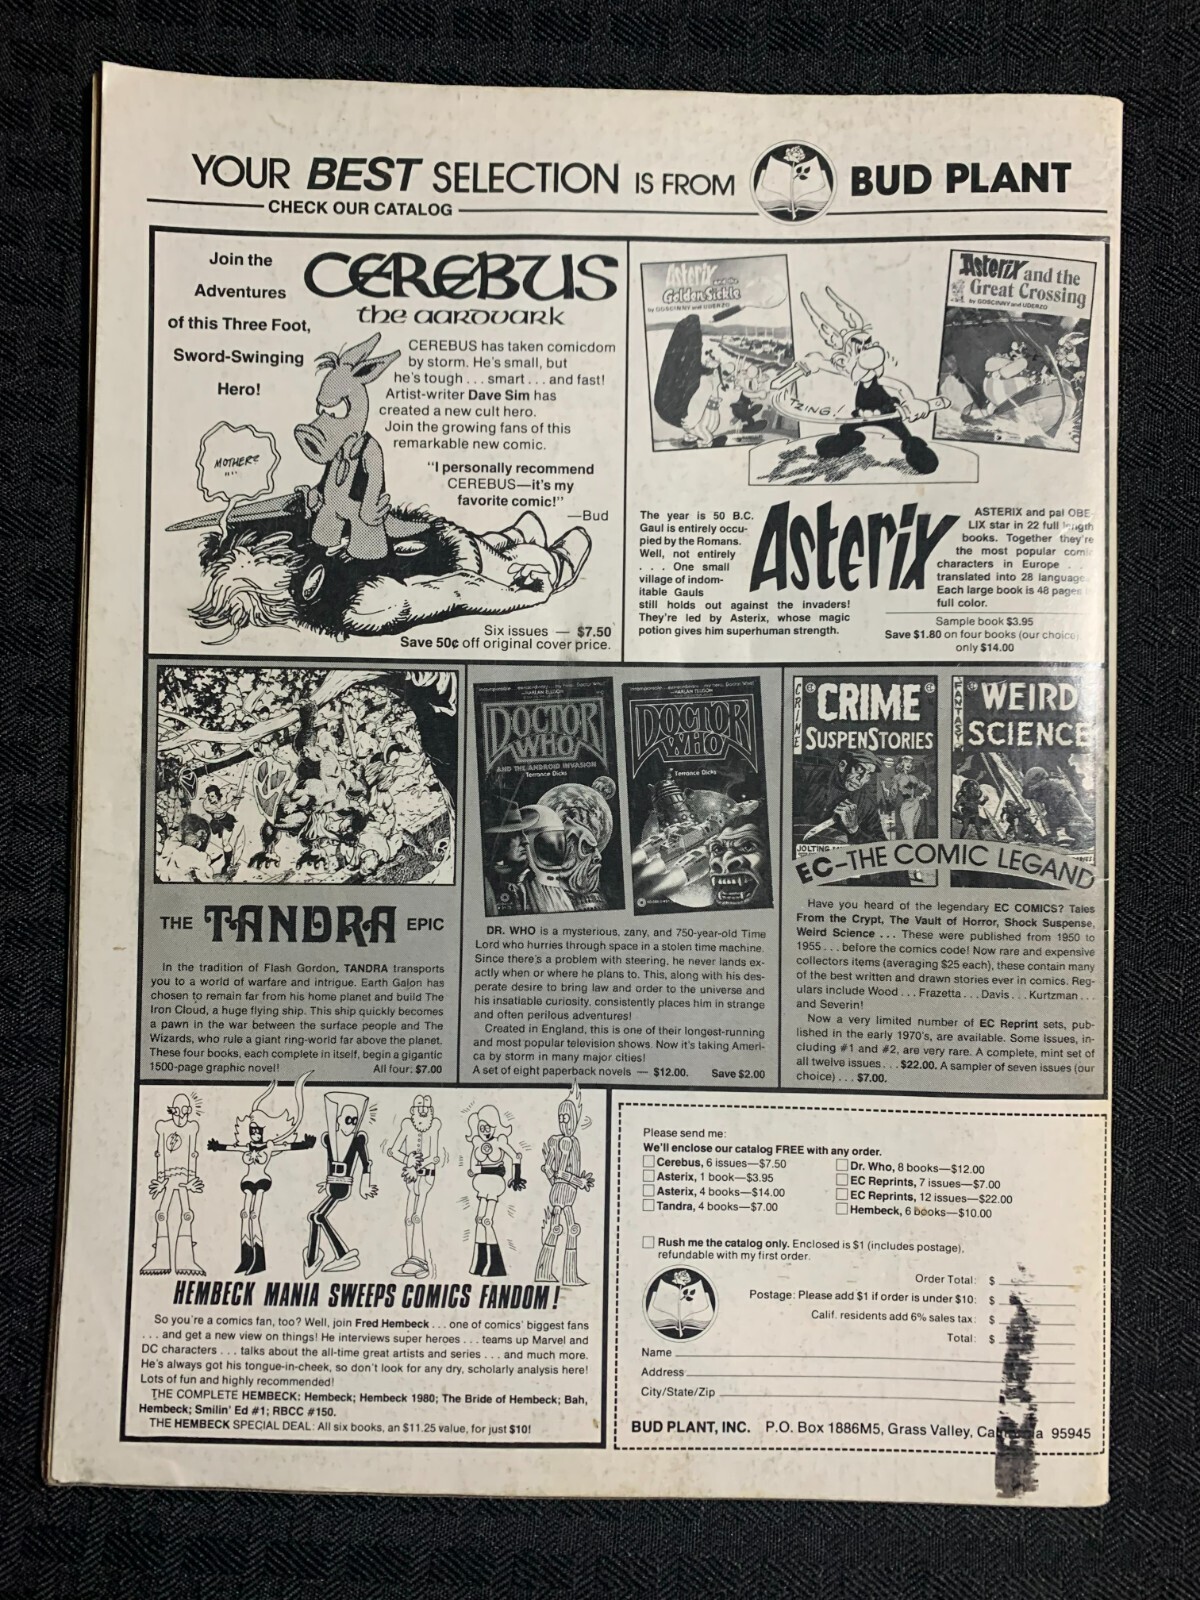 YOUR BEST SELECTION IS FROM BUD PLANT
CHECK OUR CATALOG
Join the
Adventures
of this Three Foot,
Sword-Swinging
Hero!
CEREBUS
the aardvark
CEREBUS has taken comicdom
by storm. He's small, but
he's tough . . . smart . . . and fast!
Artist-writer Dave Sim has
created a new cult hero.
Join the growing fans of this
remarkable new comic.
"I personally recommend
CEREBUS—it's my
favorite comic!"
—Bud
MOTHER?
Six issues — $7.50
Save 50¢ off original cover price.
Asterix and the
Golden Sickle
by GOSCINNY and UDERZO
TZING!
Asterix and the
Great Crossing
by GOSCINNY and UDERZO
The year is 50 B.C.
Gaul is entirely occu-
pied by the Romans.
Well, not entirely
. . . . One small
village of indom-
itable Gauls
still holds out against the invaders!
They're led by Asterix, whose magic
potion gives him superhuman strength.
Asterix
ASTERIX and pal OBE-
LIX star in 22 full length
books. Together they're
the most popular comic
characters in Europe . . .
translated into 28 language
Each large book is 48 pages
full color.
Sample book $3.95
Save $1.80 on four books (our choice)
only $14.00
THE TANDRA EPIC
In the tradition of Flash Gordon, TANDRA transports
you to a world of warfare and intrigue. Earth Galon has
chosen to remain far from his home planet and build The
Iron Cloud, a huge flying ship. This ship quickly becomes
a pawn in the war between the surface people and The
Wizards, who rule a giant ring-world far above the planet.
These four books, each complete in itself, begin a gigantic
1500-page graphic novel! All four: $7.00
HARLAN ELLISON
DOCTOR
WHO
AND THE ANDROID INVASION
Terrance Dicks
HARLAN ELLISON
DOCTOR
WHO
Terrance Dicks
DR. WHO is a mysterious, zany, and 750-year-old Time
Lord who hurries through space in a stolen time machine.
Since there's a problem with steering, he never lands ex-
actly when or where he plans to. This, along with his des-
perate desire to bring law and order to the universe and
his insatiable curiosity, consistently places him in strange
and often perilous adventures!
Created in England, this is one of their longest-running
and most popular television shows. Now it's taking Ameri-
ca by storm in many major cities!
A set of eight paperback novels — $12.00. Save $2.00
CRIME
CRIME
SUSPENSTORIES
JOLTING
FANTASY
WEIRD
SCIENCE
EC–THE COMIC LEGAND
Have you heard of the legendary EC COMICS? Tales
From the Crypt, The Vault of Horror, Shock Suspense,
Weird Science . . . These were published from 1950 to
1955 . . . before the comics code! Now rare and expensive
collectors items (averaging $25 each), these contain many
of the best written and drawn stories ever in comics. Reg-
ulars include Wood . . . Frazetta . . . Davis . . . Kurtzman . . .
and Severin!
Now a very limited number of EC Reprint sets, pub-
lished in the early 1970's, are available. Some issues, in-
cluding #1 and #2, are very rare. A complete, mint set of
all twelve issues . . . $22.00. A sampler of seven issues (our
choice) . . . $7.00.
HEMBECK MANIA SWEEPS COMICS FANDOM!
So you're a comics fan, too? Well, join Fred Hembeck . . . one of comics' biggest fans
. . . and get a new view on things! He interviews super heroes . . . teams up Marvel and
DC characters . . . talks about the all-time great artists and series . . . and much more.
He's always got his tongue-in-cheek, so don't look for any dry, scholarly analysis here!
Lots of fun and highly recommended!
THE COMPLETE HEMBECK: Hembeck; Hembeck 1980; The Bride of Hembeck; Bah,
Hembeck; Smilin' Ed #1; RBCC #150.
THE HEMBECK SPECIAL DEAL: All six books, an $11.25 value, for just $10!
Please send me:
We'll enclose our catalog FREE with any order.
Cerebus, 6 issues—$7.50
Asterix, 1 book—$3.95
Asterix, 4 books—$14.00
Tandra, 4 books—$7.00
Dr. Who, 8 books—$12.00
EC Reprints, 7 issues—$7.00
EC Reprints, 12 issues—$22.00
Hembeck, 6 books—$10.00
Rush me the catalog only. Enclosed is $1 (includes postage),
refundable with my first order.
Order Total: $
Postage: Please add $1 if order is under $10: $
Calif. residents add 6% sales tax: $
Total: $
Name
Address
City/State/Zip
BUD PLANT, INC. P.O. Box 1886M5, Grass Valley, California 95945